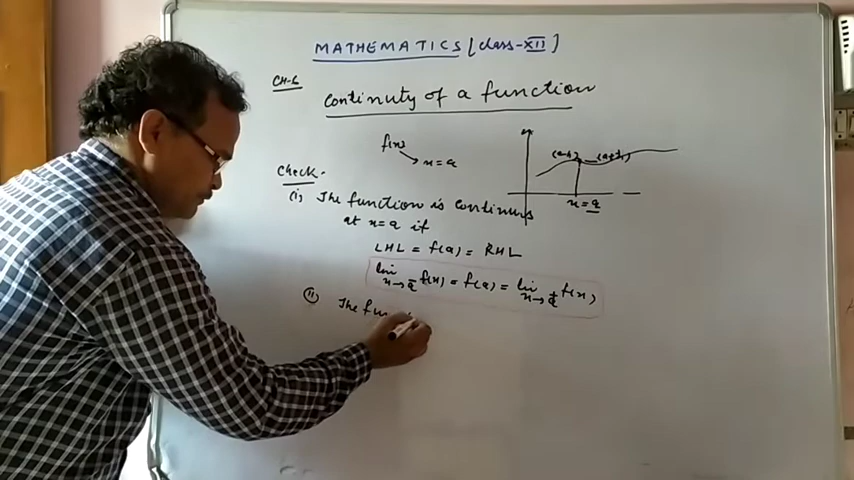 MATHEMATICS [class-XII]
CH-6
Continuity of a function
f(x)
x=a
(a-h) (a+h)
x=a
Check.
(i) The function is continuous
at x=a if
LHL = f(a) = RHL
lim x→a⁻ f(x) = f(a) = lim x→a⁺ f(x)
(ii) The fun